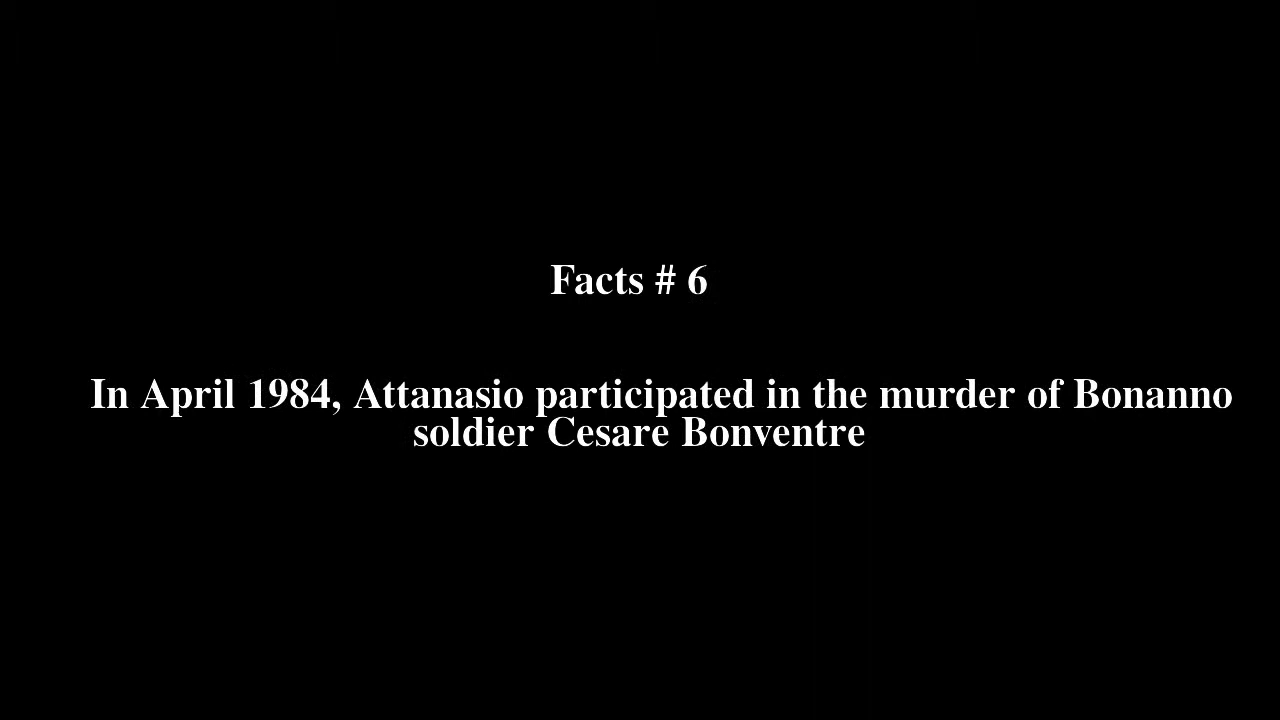 Facts # 6
In April 1984, Attanasio participated in the murder of Bonanno
soldier Cesare Bonventre